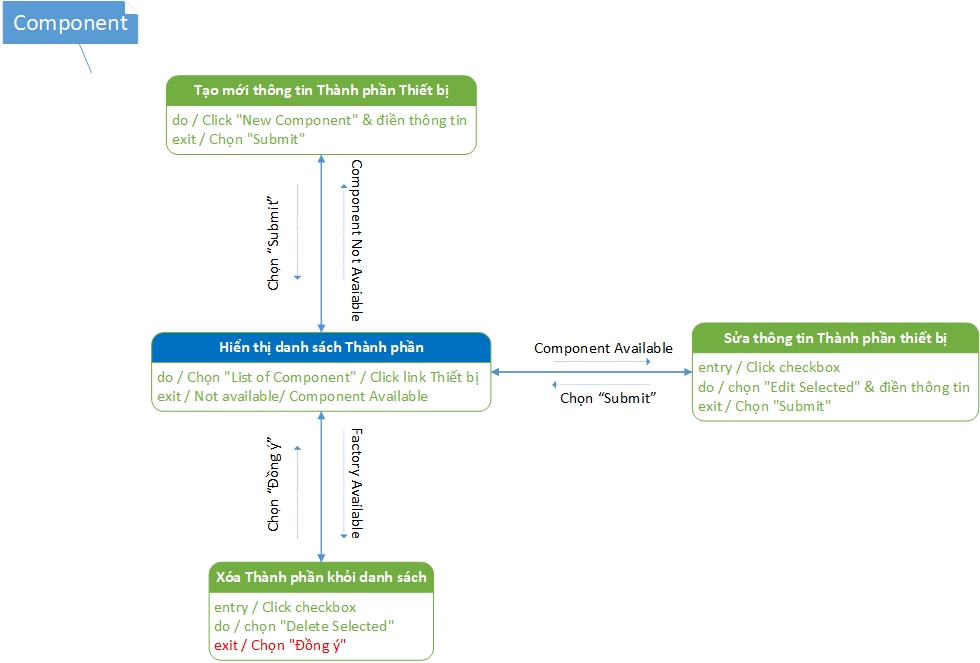 Component
Tạo mới thông tin Thành phần Thiết bị
do / Click "New Component" & điền thông tin
exit / Chọn "Submit"
Chọn “Submit”
Component Not Avaiable
Hiển thị danh sách Thành phần
do / Chọn "List of Component" / Click link Thiết bị
exit / Not available/ Component Available
Component Available
Chọn “Submit”
Sửa thông tin Thành phần thiết bị
entry / Click checkbox
do / chọn "Edit Selected" & điền thông tin
exit / Chọn "Submit"
Chọn “Đồng ý”
Factory Available
Xóa Thành phần khỏi danh sách
entry / Click checkbox
do / chọn "Delete Selected"
exit / Chọn "Đồng ý"